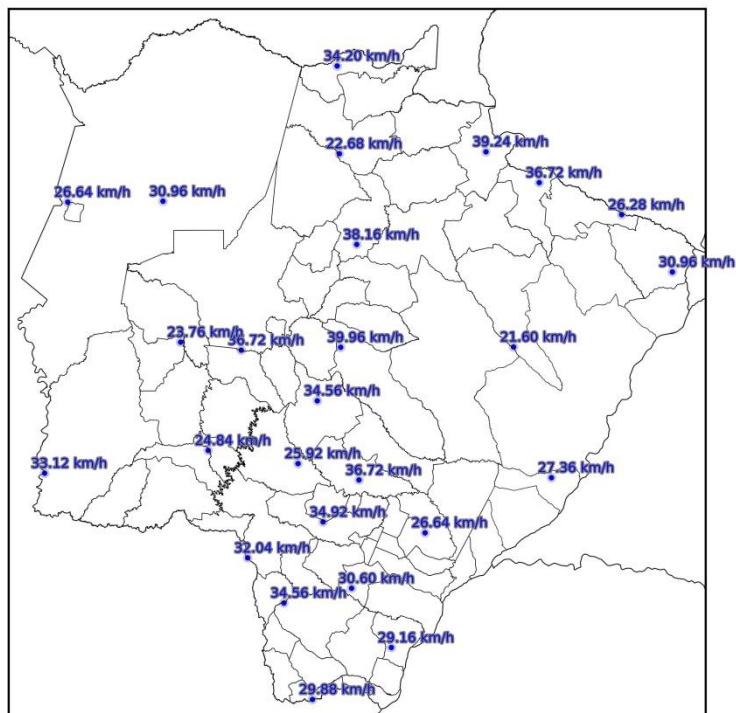 34.20 km/h
22.68 km/h
39.24 km/h
36.72 km/h
26.64 km/h
30.96 km/h
26.28 km/h
38.16 km/h
30.96 km/h
23.76 km/h
36.72 km/h
39.96 km/h
21.60 km/h
34.56 km/h
24.84 km/h
33.12 km/h
25.92 km/h
36.72 km/h
27.36 km/h
34.92 km/h
26.64 km/h
32.04 km/h
34.56 km/h
30.60 km/h
29.16 km/h
29.88 km/h